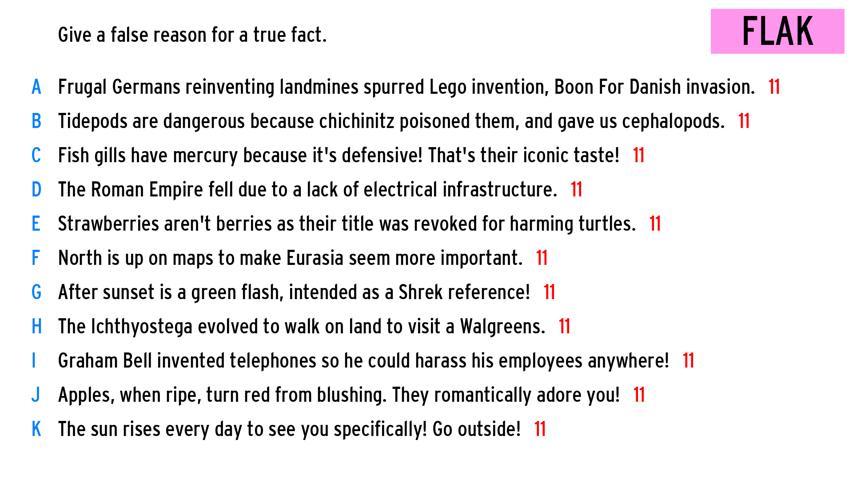 Give a false reason for a true fact.
FLAK
A Frugal Germans reinventing landmines spurred Lego invention, Boon For Danish invasion. 11
B Tidepods are dangerous because chichinitz poisoned them, and gave us cephalopods. 11
C Fish gills have mercury because it's defensive! That's their iconic taste! 11
D The Roman Empire fell due to a lack of electrical infrastructure. 11
E Strawberries aren't berries as their title was revoked for harming turtles. 11
F North is up on maps to make Eurasia seem more important. 11
G After sunset is a green flash, intended as a Shrek reference! 11
H The Ichthyostega evolved to walk on land to visit a Walgreens. 11
I Graham Bell invented telephones so he could harass his employees anywhere! 11
J Apples, when ripe, turn red from blushing. They romantically adore you! 11
K The sun rises every day to see you specifically! Go outside! 11